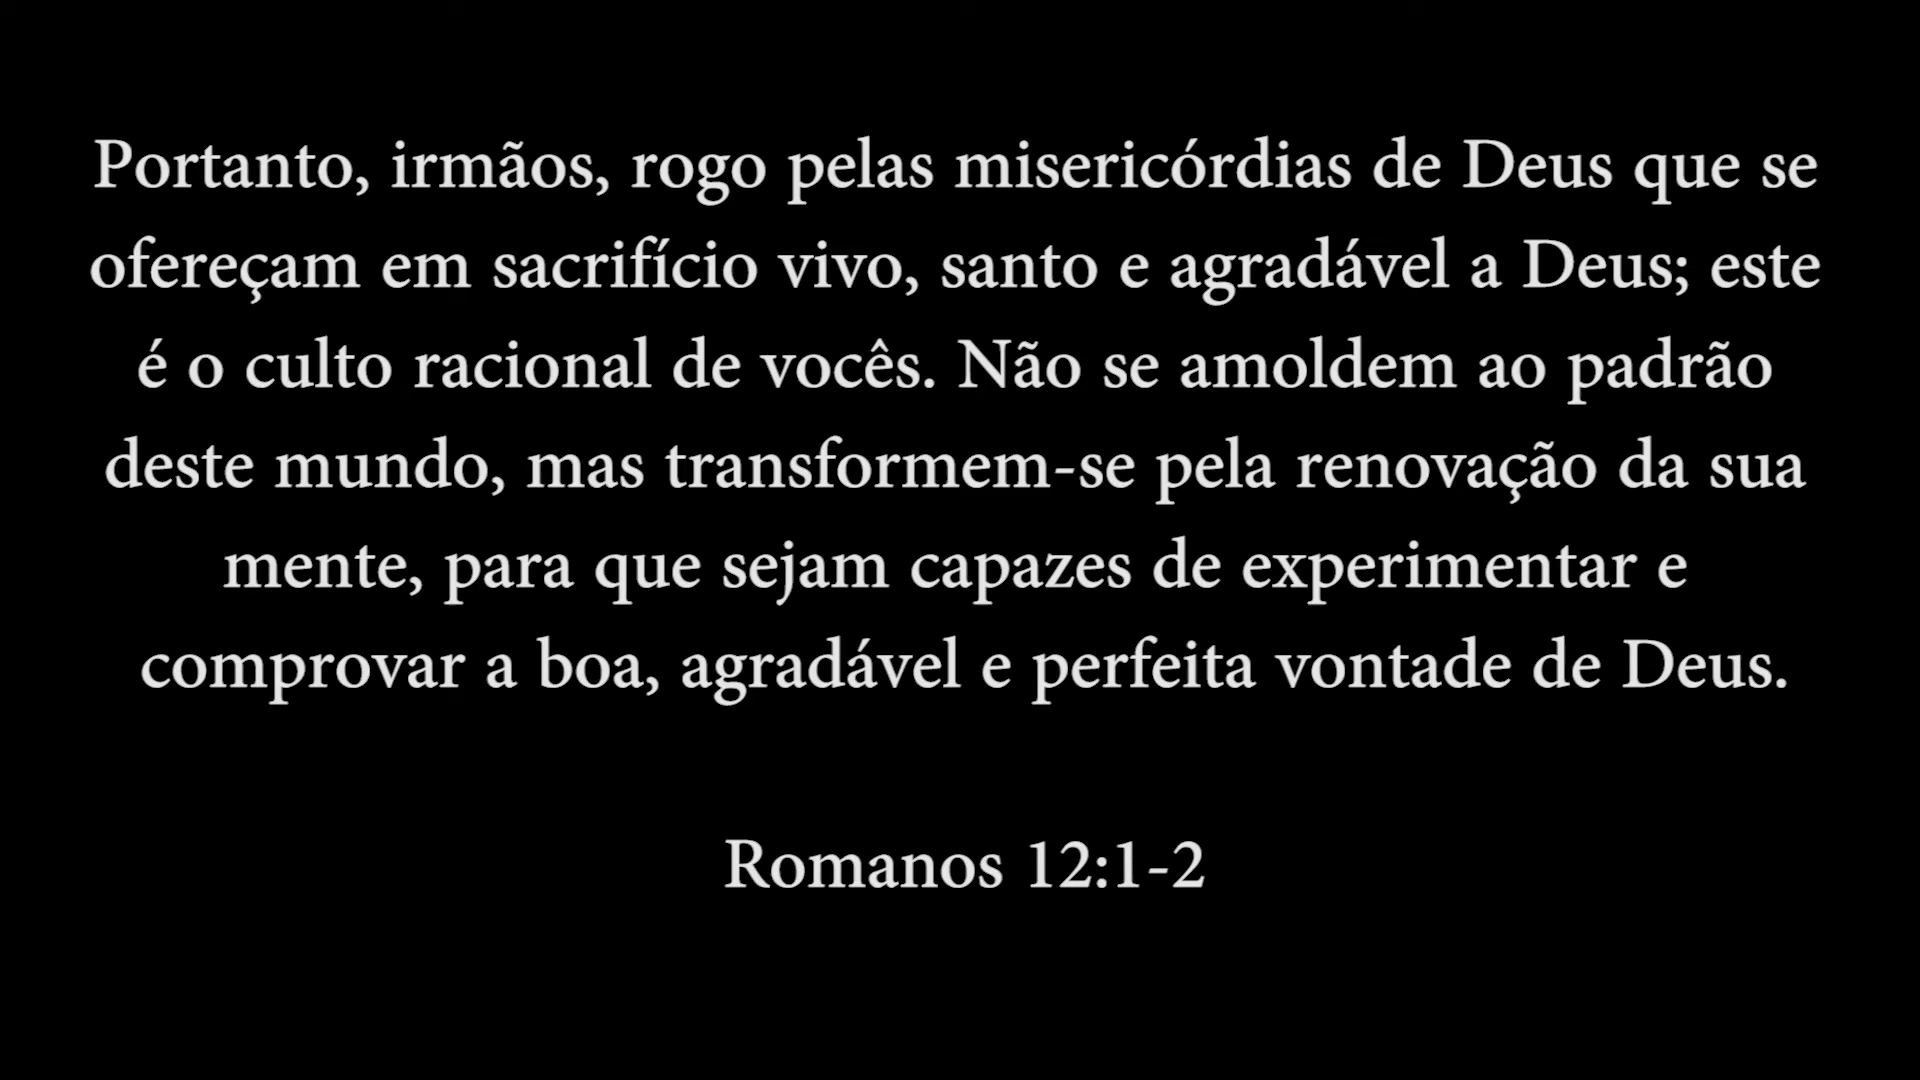 Portanto, irmãos, rogo pelas misericórdias de Deus que se
ofereçam em sacrifício vivo, santo e agradável a Deus; este
é o culto racional de vocês. Não se amoldem ao padrão
deste mundo, mas transformem-se pela renovação da sua
mente, para que sejam capazes de experimentar e
comprovar a boa, agradável e perfeita vontade de Deus.
Romanos 12:1-2